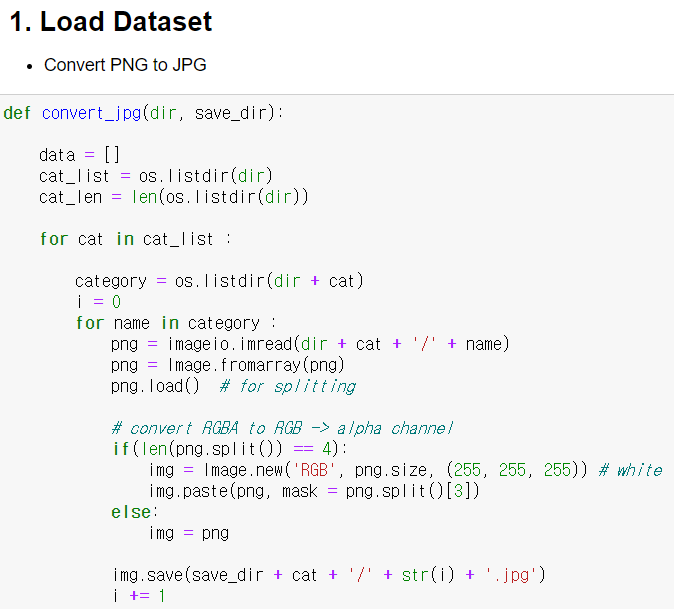 1. Load Dataset
• Convert PNG to JPG
def convert_jpg(dir, save_dir):
    data = []
    cat_list = os.listdir(dir)
    cat_len = len(os.listdir(dir))
    for cat in cat_list :
        category = os.listdir(dir + cat)
        i = 0
        for name in category :
            png = imageio.imread(dir + cat + '/' + name)
            png = Image.fromarray(png)
            png.load()  # for splitting
            # convert RGBA to RGB -> alpha channel
            if(len(png.split()) == 4):
                img = Image.new('RGB', png.size, (255, 255, 255)) # white
                img.paste(png, mask = png.split()[3])
            else:
                img = png
            img.save(save_dir + cat + '/' + str(i) + '.jpg')
            i += 1